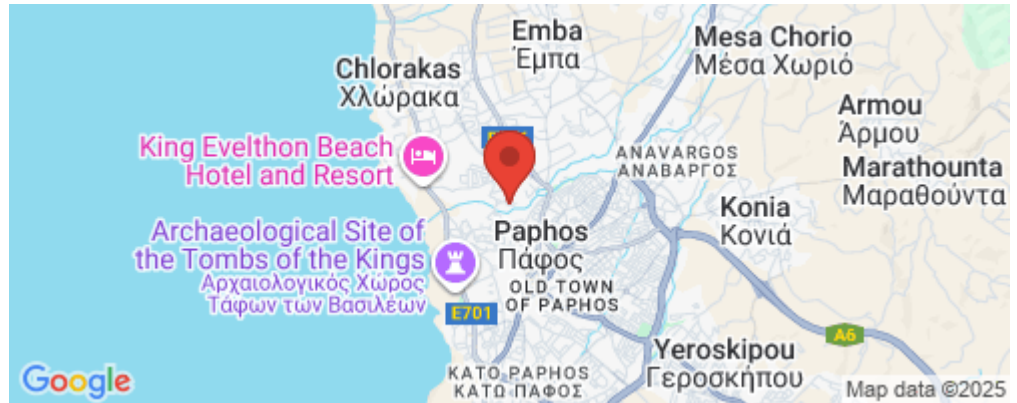 Emba
Έμπα
Mesa Chorio
Μέσα Χωριό
Chlorakas
Χλώρακα
Armou
Άρμου
King Evelthon Beach
Hotel and Resort
ANAVARGOS
ΑΝΑΒΑΡΓΟΣ
Marathounta
Μαραθούντα
Konia
Κονιά
Archaeological Site of
the Tombs of the Kings
Αρχαιολογικός Χώρος
Τάφων των Βασιλέων
Paphos
Πάφος
OLD TOWN
OF PAPHOS
E701
A6
Yeroskipou
Γεροσκήπου
KATO PAPHOS
ΚΑΤΩ ΠΑΦΟΣ
Google
Map data ©2025